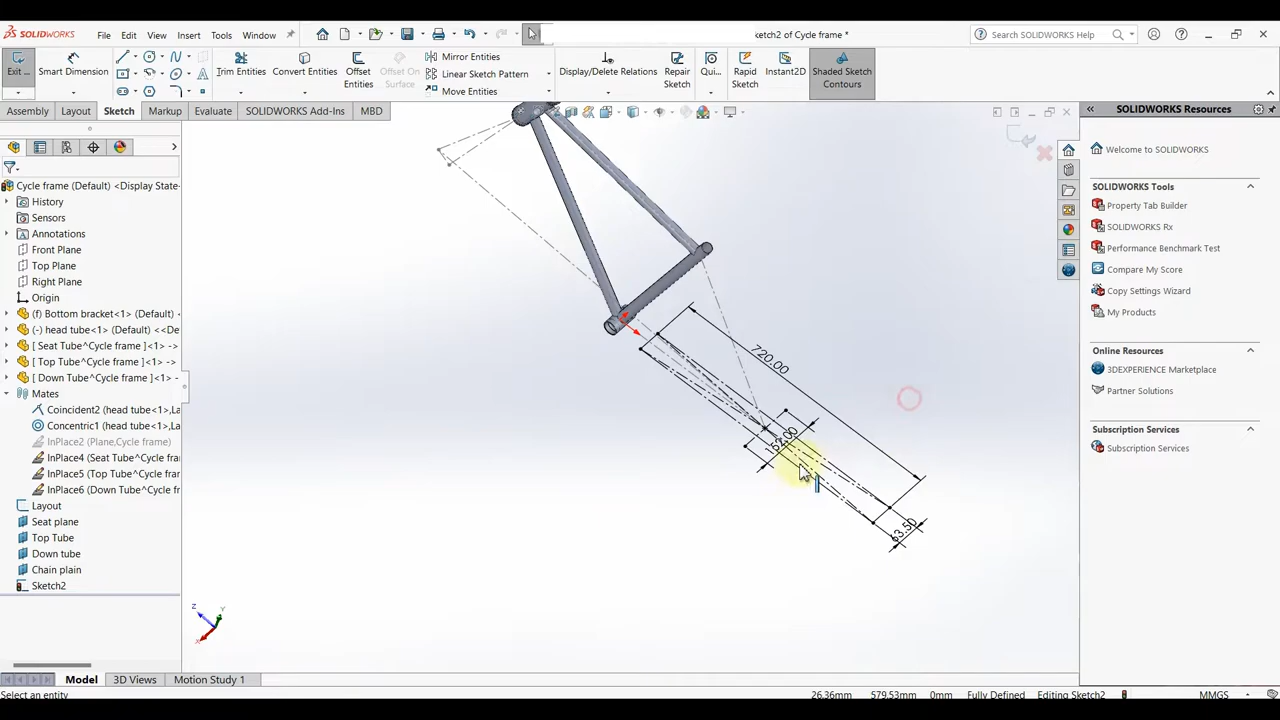 SOLIDWORKS File Edit View Insert Tools Window ketch2 of Cycle frame * Search SOLIDWORKS Help
Exit ... Smart Dimension Trim Entities Convert Entities Offset Entities Offset On Surface Mirror Entities Linear Sketch Pattern Move Entities Display/Delete Relations Repair Sketch Qui... Rapid Sketch Instant2D Shaded Sketch Contours
Assembly Layout Sketch Markup Evaluate SOLIDWORKS Add-Ins MBD
SOLIDWORKS Resources
Welcome to SOLIDWORKS
SOLIDWORKS Tools
Property Tab Builder
SOLIDWORKS Rx
Performance Benchmark Test
Compare My Score
Copy Settings Wizard
My Products
Online Resources
3DEXPERIENCE Marketplace
Partner Solutions
Subscription Services
Subscription Services
Cycle frame (Default) <Display State-
History
Sensors
Annotations
Front Plane
Top Plane
Right Plane
Origin
(f) Bottom bracket<1> (Default)
(-) head tube<1> (Default) <<De
[ Seat Tube^Cycle frame ]<1> ->
[ Top Tube^Cycle frame ]<1> ->
[ Down Tube^Cycle frame ]<1> -
Mates
Coincident2 (head tube<1>,La
Concentric1 (head tube<1>,La
InPlace2 (Plane,Cycle frame)
InPlace4 (Seat Tube<1>,Cycle fr
InPlace5 (Top Tube<1>,Cycle fr
InPlace6 (Down Tube<1>,Cycle f
Layout
Seat plane
Top Tube
Down tube
Chain plain
Sketch2
720.00
152.00
63.50
Z Y X
Model 3D Views Motion Study 1
Select an entity 26.36mm 579.53mm 0mm Fully Defined Editing Sketch2 MMGS